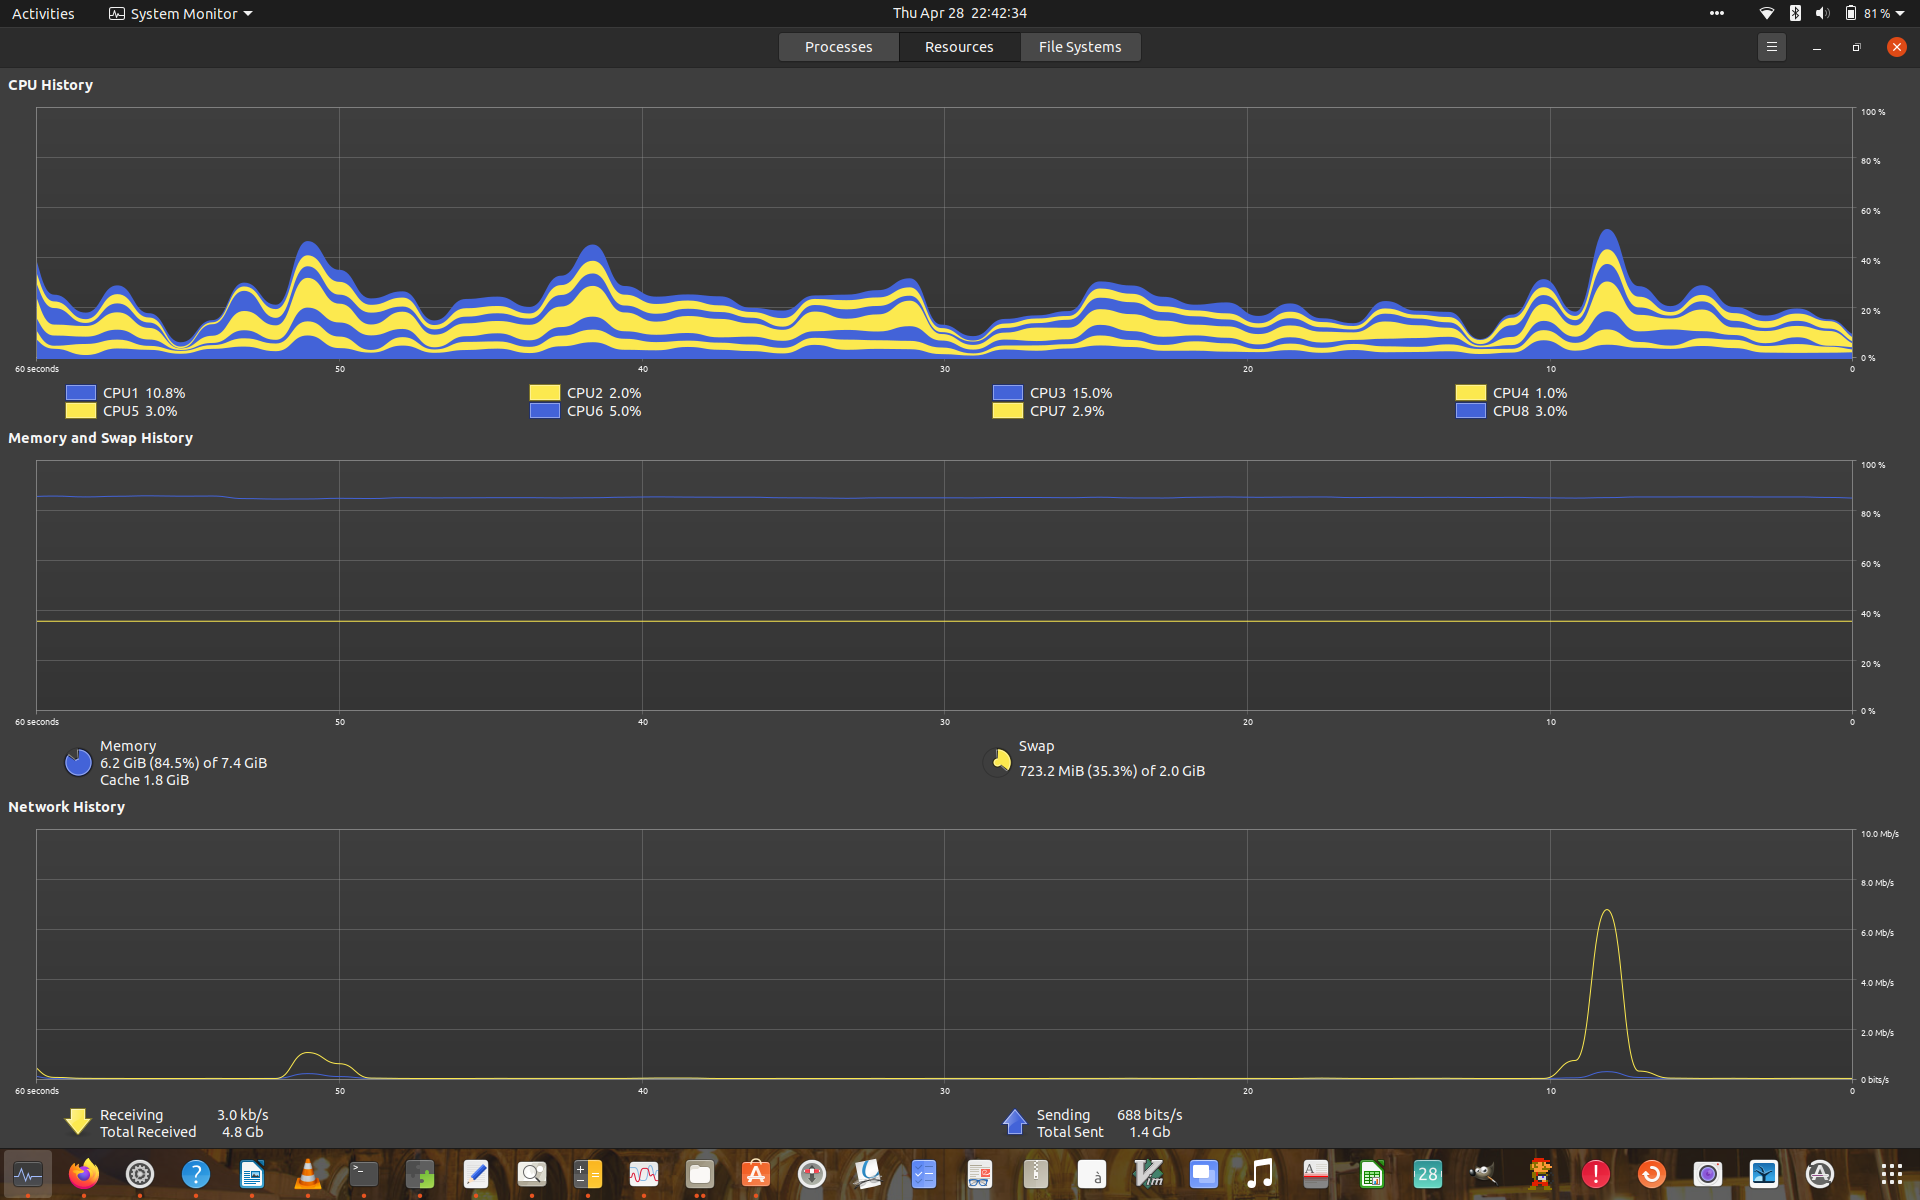 Activities
System Monitor
Thu Apr 28 22:42:34
81 %
Processes
Resources
File Systems
CPU History
100 %
80 %
60 %
40 %
20 %
0 %
60 seconds 50 40 30 20 10 0
CPU1 10.8% CPU2 2.0% CPU3 15.0% CPU4 1.0%
CPU5 3.0% CPU6 5.0% CPU7 2.9% CPU8 3.0%
Memory and Swap History
100 %
80 %
60 %
40 %
20 %
0 %
60 seconds 50 40 30 20 10 0
Memory
6.2 GiB (84.5%) of 7.4 GiB
Cache 1.8 GiB
Swap
723.2 MiB (35.3%) of 2.0 GiB
Network History
10.0 Mb/s
8.0 Mb/s
6.0 Mb/s
4.0 Mb/s
2.0 Mb/s
0 bits/s
60 seconds 50 40 30 20 10 0
Receiving 3.0 kb/s
Total Received 4.8 Gb
Sending 688 bits/s
Total Sent 1.4 Gb
?
>_
à
Vim
A
28
!